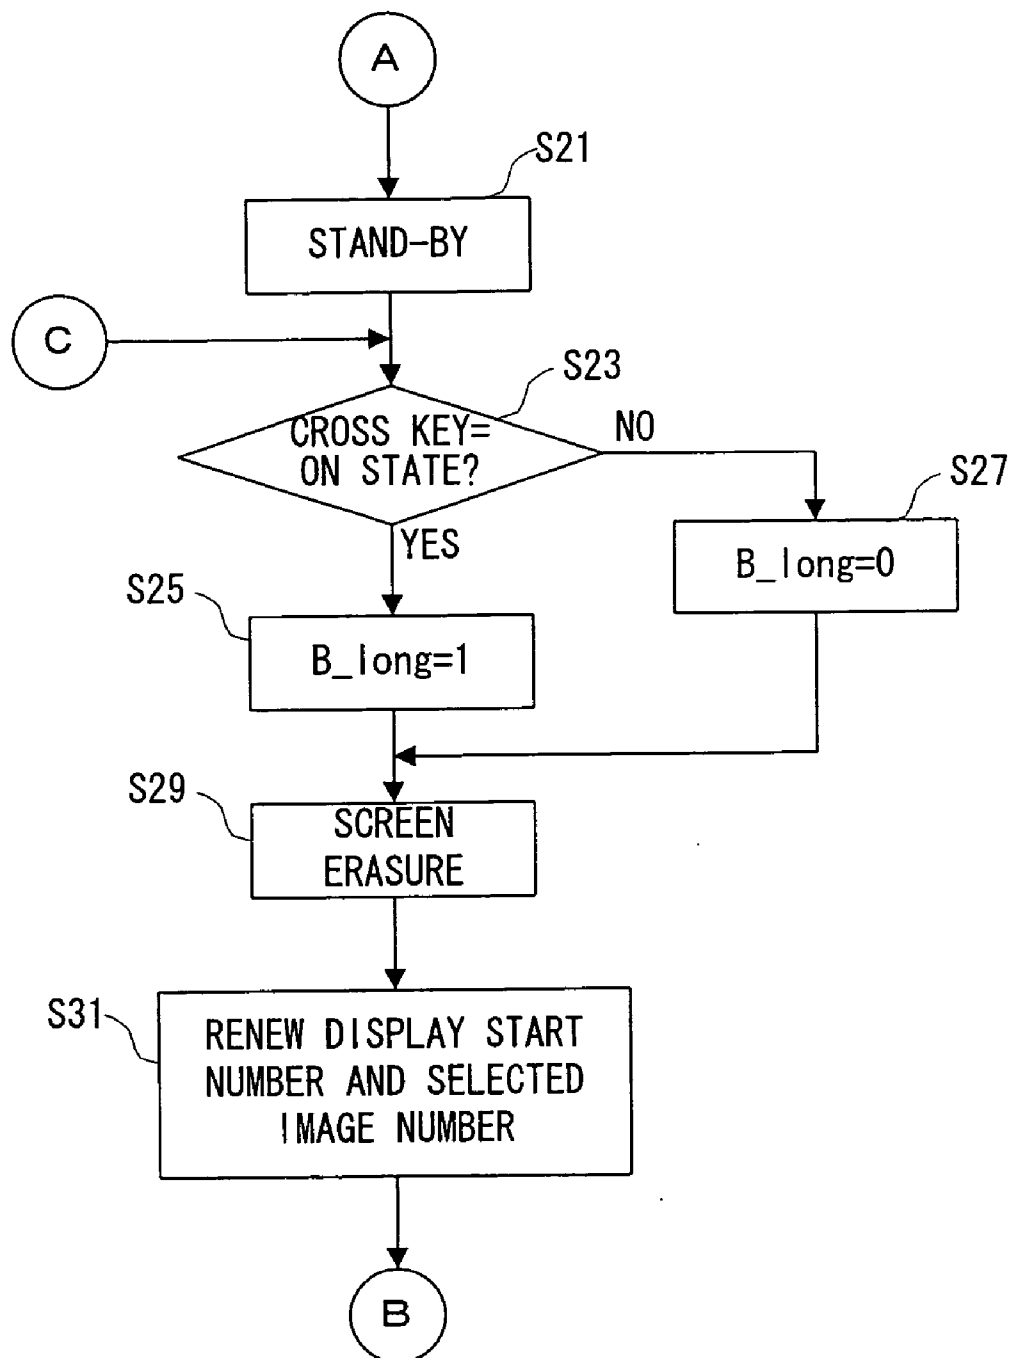 A
S21
STAND-BY
C
S23
CROSS KEY=
ON STATE?
NO
S27
B_long=0
YES
S25
B_long=1
S29
SCREEN
ERASURE
S31
RENEW DISPLAY START
NUMBER AND SELECTED
IMAGE NUMBER
B